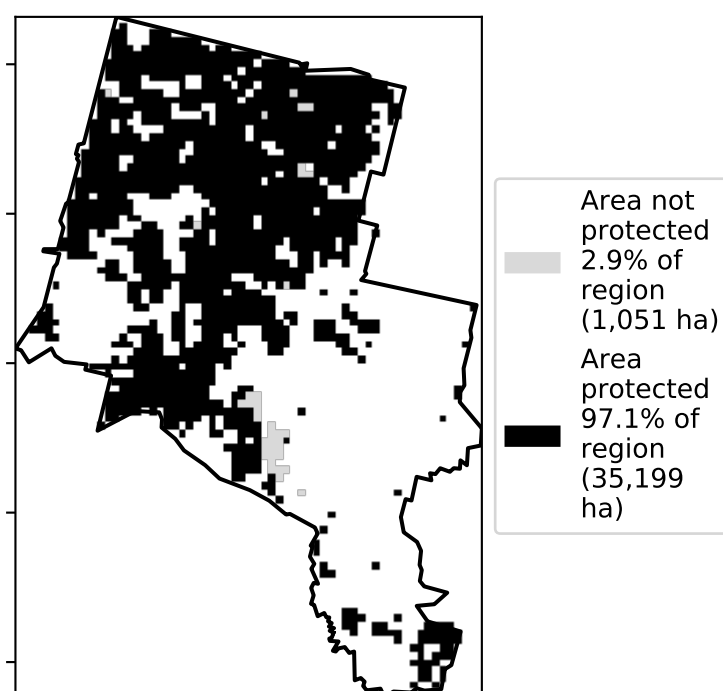 Area not
protected
2.9% of
region
(1,051 ha)
Area
protected
97.1% of
region
(35,199
ha)